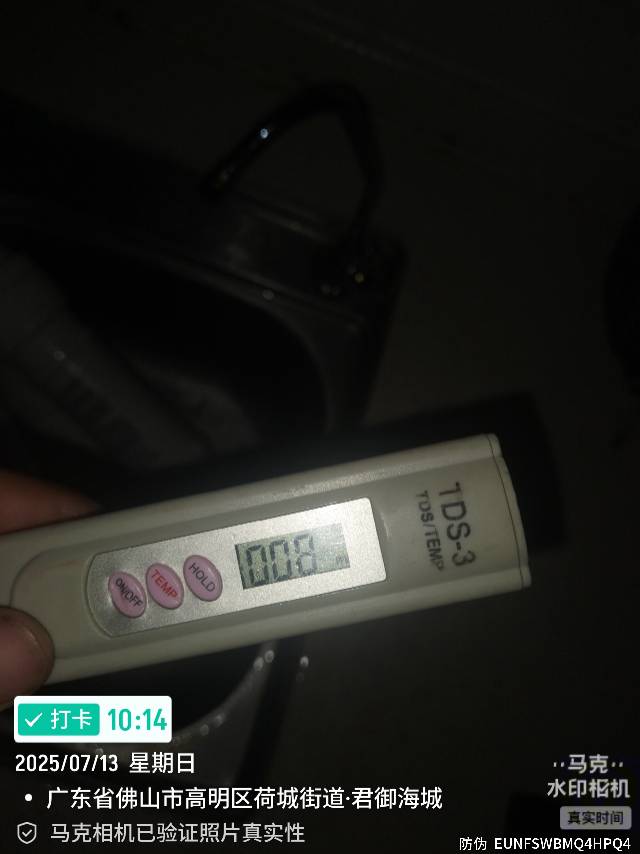 TDS-3
TDS/TEMP
ON/OFF
TEMP
HOLD
008
打卡 10:14
2025/07/13 星期日
广东省佛山市高明区荷城街道·君御海城
马克相机已验证照片真实性
马克
水印相机
真实时间
防伪 EUNFSWBMQ4HPQ4